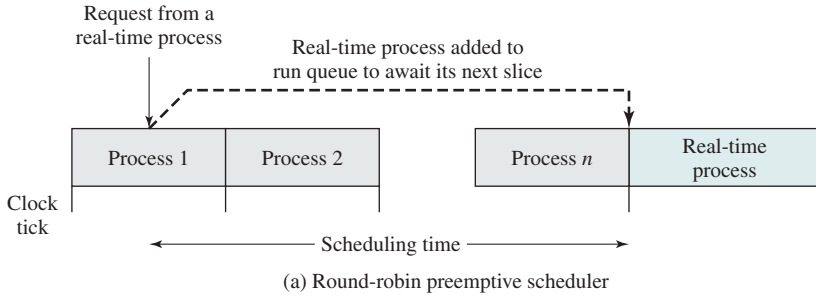 Request from a
real-time process
Real-time process added to
run queue to await its next slice
Process 1
Process 2
Process n
Real-time
process
Clock
tick
Scheduling time
(a) Round-robin preemptive scheduler